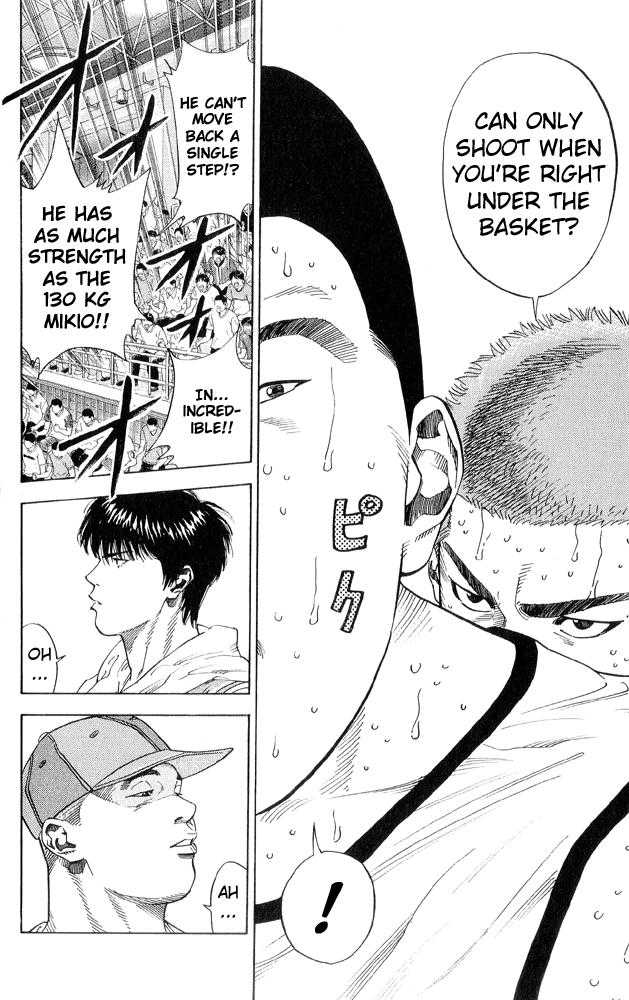 CAN ONLY
SHOOT WHEN
YOU'RE RIGHT
UNDER THE
BASKET?
ピク
!
オ
HE CAN'T
MOVE
BACK A
SINGLE
STEP!?
オ
HE HAS
AS MUCH
STRENGTH
AS THE
130 KG
MIKIO!!
オ
オ
IN...
INCRED-
IBLE!!
オ
OH
...
AH
...